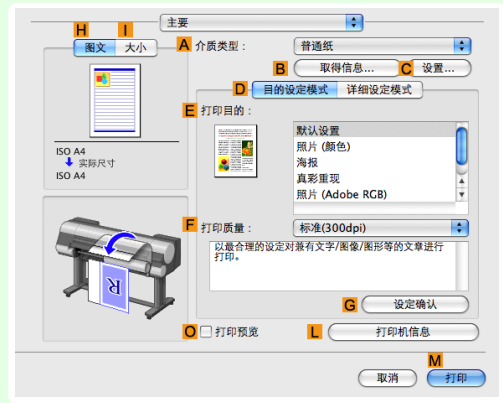 主要
H I
图文 大小
A 介质类型： 普通纸
B 取得信息... C 设置...
D 目的设定模式 详细设定模式
E 打印目的：
默认设置
照片 (颜色)
海报
真彩重现
照片 (Adobe RGB)
ISO A4
实际尺寸
ISO A4
F 打印质量： 标准(300dpi)
以最合理的设定对兼有文字/图像/图形等的文章进行
打印。
R
G 设定确认
O 打印预览 L 打印机信息
M
取消 打印